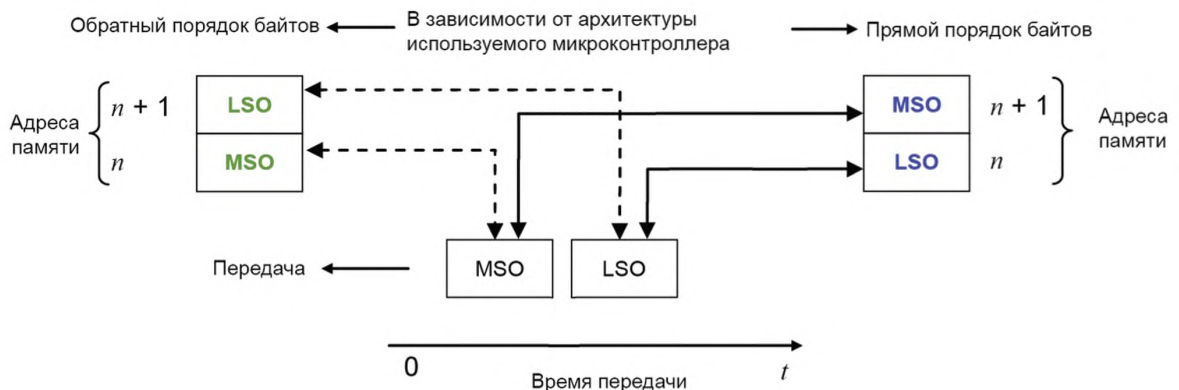 Обратный порядок байтов
В зависимости от архитектуры
используемого микроконтроллера
Прямой порядок байтов
Адреса
памяти
n + 1
LSO
n
MSO
MSO
n + 1
LSO
n
Адреса
памяти
Передача
MSO
LSO
0
Время передачи
t